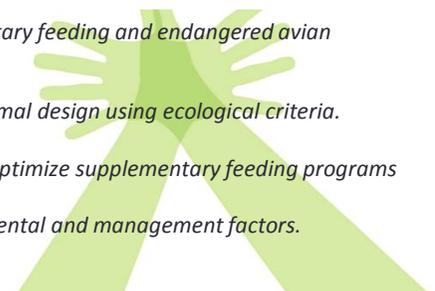 ary feeding and endangered avian
mal design using ecological criteria.
ptimize supplementary feeding programs
ental and management factors.